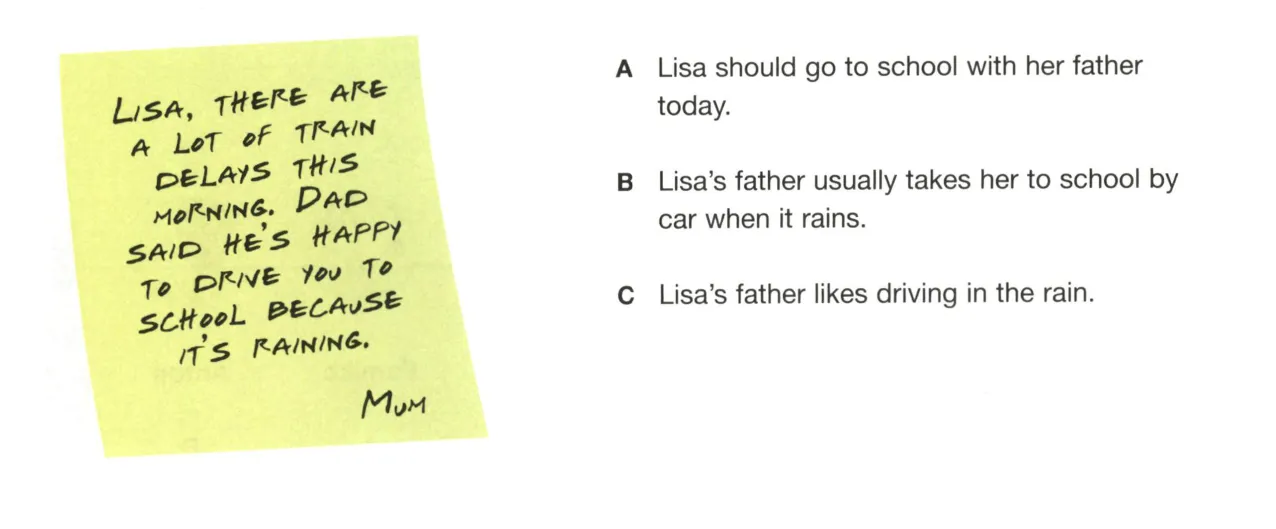 LISA, THERE ARE
A LOT OF TRAIN
DELAYS THIS
MORNING. DAD
SAID HE'S HAPPY
TO DRIVE YOU TO
SCHOOL BECAUSE
IT'S RAINING.
MUM
A Lisa should go to school with her father
today.
B Lisa's father usually takes her to school by
car when it rains.
C Lisa's father likes driving in the rain.